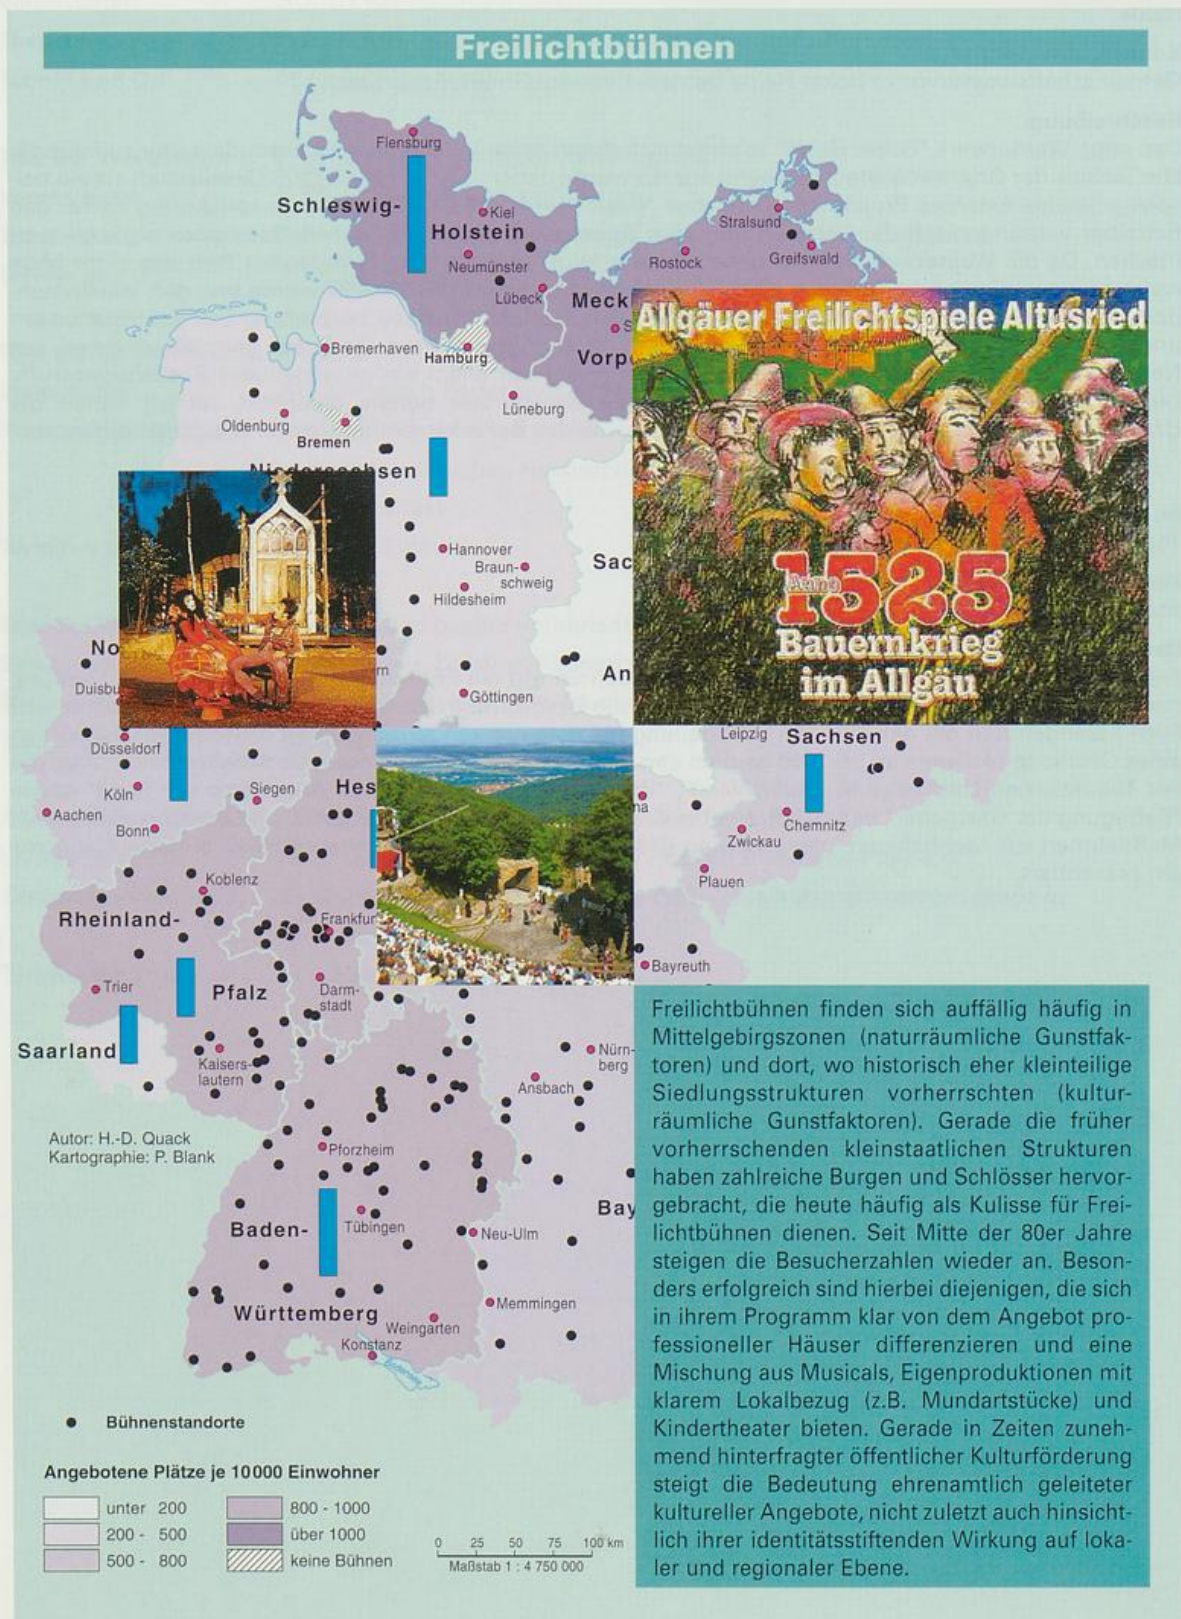 Freilichtbühnen
Flensburg
Schleswig-
Kiel
Holstein
Neumünster
Lübeck
Stralsund
Rostock
Greifswald
Meck
S
Vorp
Bremerhaven
Hamburg
Lüneburg
Oldenburg
Bremen
Niedersachsen
Hannover
Braun-
schweig
Hildesheim
Sac
An
Göttingen
No
Duisbu
rn
Allgäuer Freilichtspiele Altusried
Anno
1525
Bauernkrieg
im Allgäu
Düsseldorf
Köln
Siegen
Hes
Aachen
Bonn
Leipzig
Sachsen
na
Chemnitz
Zwickau
Plauen
Koblenz
Rheinland-
Frankfur
Bayreuth
Trier
Pfalz
Darm-
stadt
Saarland
Kaisers-
lautern
Nürn-
berg
Ansbach
Autor: H.-D. Quack
Kartographie: P. Blank
Pforzheim
Bay
Baden-
Tübingen
Neu-Ulm
Württemberg
Memmingen
Weingarten
Konstanz
Bühnenstandorte
Angebotene Plätze je 10000 Einwohner
unter 200
200 - 500
500 - 800
800 - 1000
über 1000
keine Bühnen
0 25 50 75 100 km
Maßstab 1 : 4 750 000
Freilichtbühnen finden sich auffällig häufig in
Mittelgebirgszonen (naturräumliche Gunstfak-
toren) und dort, wo historisch eher kleinteilige
Siedlungsstrukturen vorherrschten (kultur-
räumliche Gunstfaktoren). Gerade die früher
vorherrschenden kleinstaatlichen Strukturen
haben zahlreiche Burgen und Schlösser hervor-
gebracht, die heute häufig als Kulisse für Frei-
lichtbühnen dienen. Seit Mitte der 80er Jahre
steigen die Besucherzahlen wieder an. Beson-
ders erfolgreich sind hierbei diejenigen, die sich
in ihrem Programm klar von dem Angebot pro-
fessioneller Häuser differenzieren und eine
Mischung aus Musicals, Eigenproduktionen mit
klarem Lokalbezug (z.B. Mundartstücke) und
Kindertheater bieten. Gerade in Zeiten zuneh-
mend hinterfragter öffentlicher Kulturförderung
steigt die Bedeutung ehrenamtlich geleiteter
kultureller Angebote, nicht zuletzt auch hinsicht-
lich ihrer identitätsstiftenden Wirkung auf loka-
ler und regionaler Ebene.